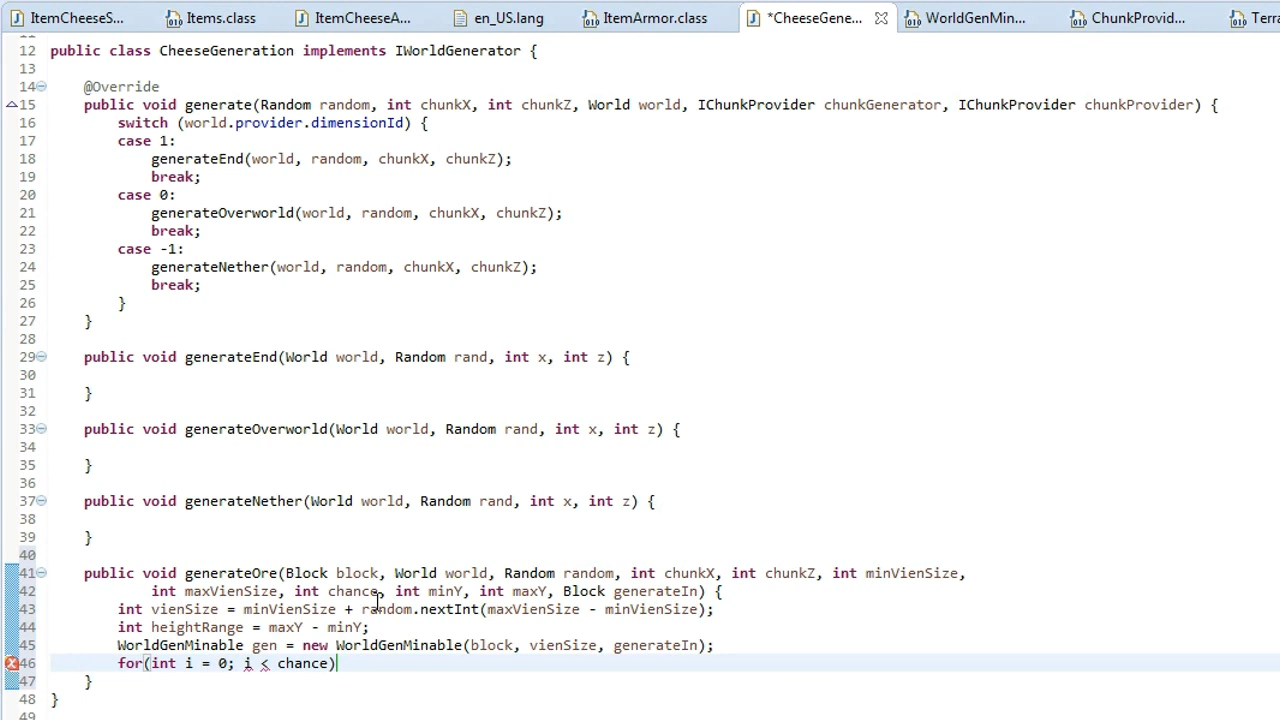 ItemCheeseS... Items.class ItemCheeseA... en_US.lang ItemArmor.class *CheeseGene... WorldGenMin... ChunkProvid... Terra
12 public class CheeseGeneration implements IWorldGenerator {
13
14 @Override
15 public void generate(Random random, int chunkX, int chunkZ, World world, IChunkProvider chunkGenerator, IChunkProvider chunkProvider) {
16 switch (world.provider.dimensionId) {
17 case 1:
18 generateEnd(world, random, chunkX, chunkZ);
19 break;
20 case 0:
21 generateOverworld(world, random, chunkX, chunkZ);
22 break;
23 case -1:
24 generateNether(world, random, chunkX, chunkZ);
25 break;
26 }
27 }
28
29 public void generateEnd(World world, Random rand, int x, int z) {
30
31 }
32
33 public void generateOverworld(World world, Random rand, int x, int z) {
34
35 }
36
37 public void generateNether(World world, Random rand, int x, int z) {
38
39 }
40
41 public void generateOre(Block block, World world, Random random, int chunkX, int chunkZ, int minVienSize,
42 int maxVienSize, int chance, int minY, int maxY, Block generateIn) {
43 int vienSize = minVienSize + random.nextInt(maxVienSize - minVienSize);
44 int heightRange = maxY - minY;
45 WorldGenMinable gen = new WorldGenMinable(block, vienSize, generateIn);
46 for(int i = 0; i < chance)
47 }
48 }
49